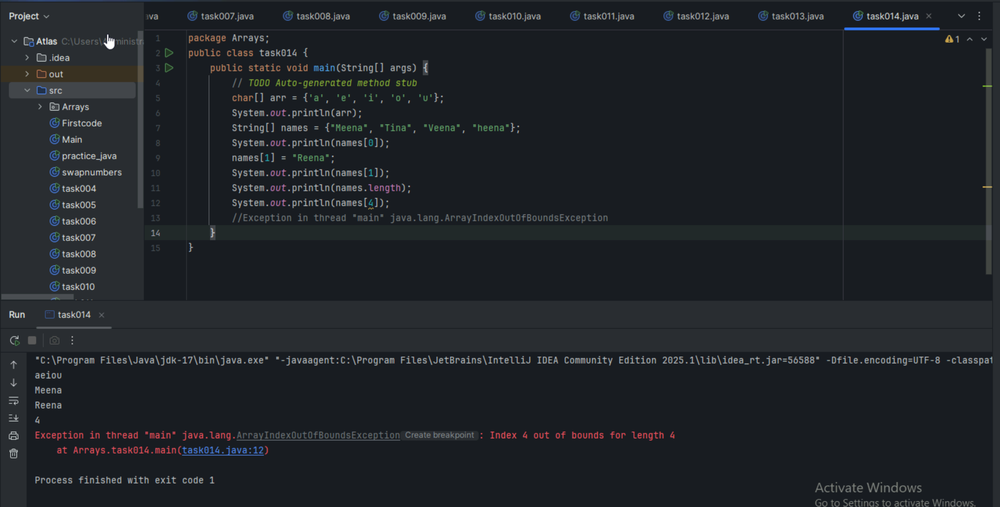 Project
ava
task007.java
task008.java
task009.java
task010.java
task011.java
task012.java
task013.java
task014.java
Atlas
.idea
out
src
Arrays
Firstcode
Main
practice_java
swapnumbers
task004
task005
task006
task007
task008
task009
task010
1
1 package Arrays;
2 public class task014 {
3 public static void main(String[] args) {
4 // TODO Auto-generated method stub
5 char[] arr = {'a', 'e', 'i', 'o', 'u'};
6 System.out.println(arr);
7 String[] names = {"Meena", "Tina", "Veena", "heena"};
8 System.out.println(names[0]);
9 names[1] = "Reena";
10 System.out.println(names[1]);
11 System.out.println(names.length);
12 System.out.println(names[4]);
13 //Exception in thread "main" java.lang.ArrayIndexOutOfBoundsException
14 }
15 }
Run
task014
"C:\Program Files\Java\jdk-17\bin\java.exe" "-javaagent:C:\Program Files\JetBrains\IntelliJ IDEA Community Edition 2025.1\lib\idea_rt.jar=56588" -Dfile.encoding=UTF-8 -classpat
aeiou
Meena
Reena
4
Exception in thread "main" java.lang.ArrayIndexOutOfBoundsException Create breakpoint : Index 4 out of bounds for length 4
at Arrays.task014.main(task014.java:12)
Process finished with exit code 1
Activate Windows
Go to Settings to activate Windows.